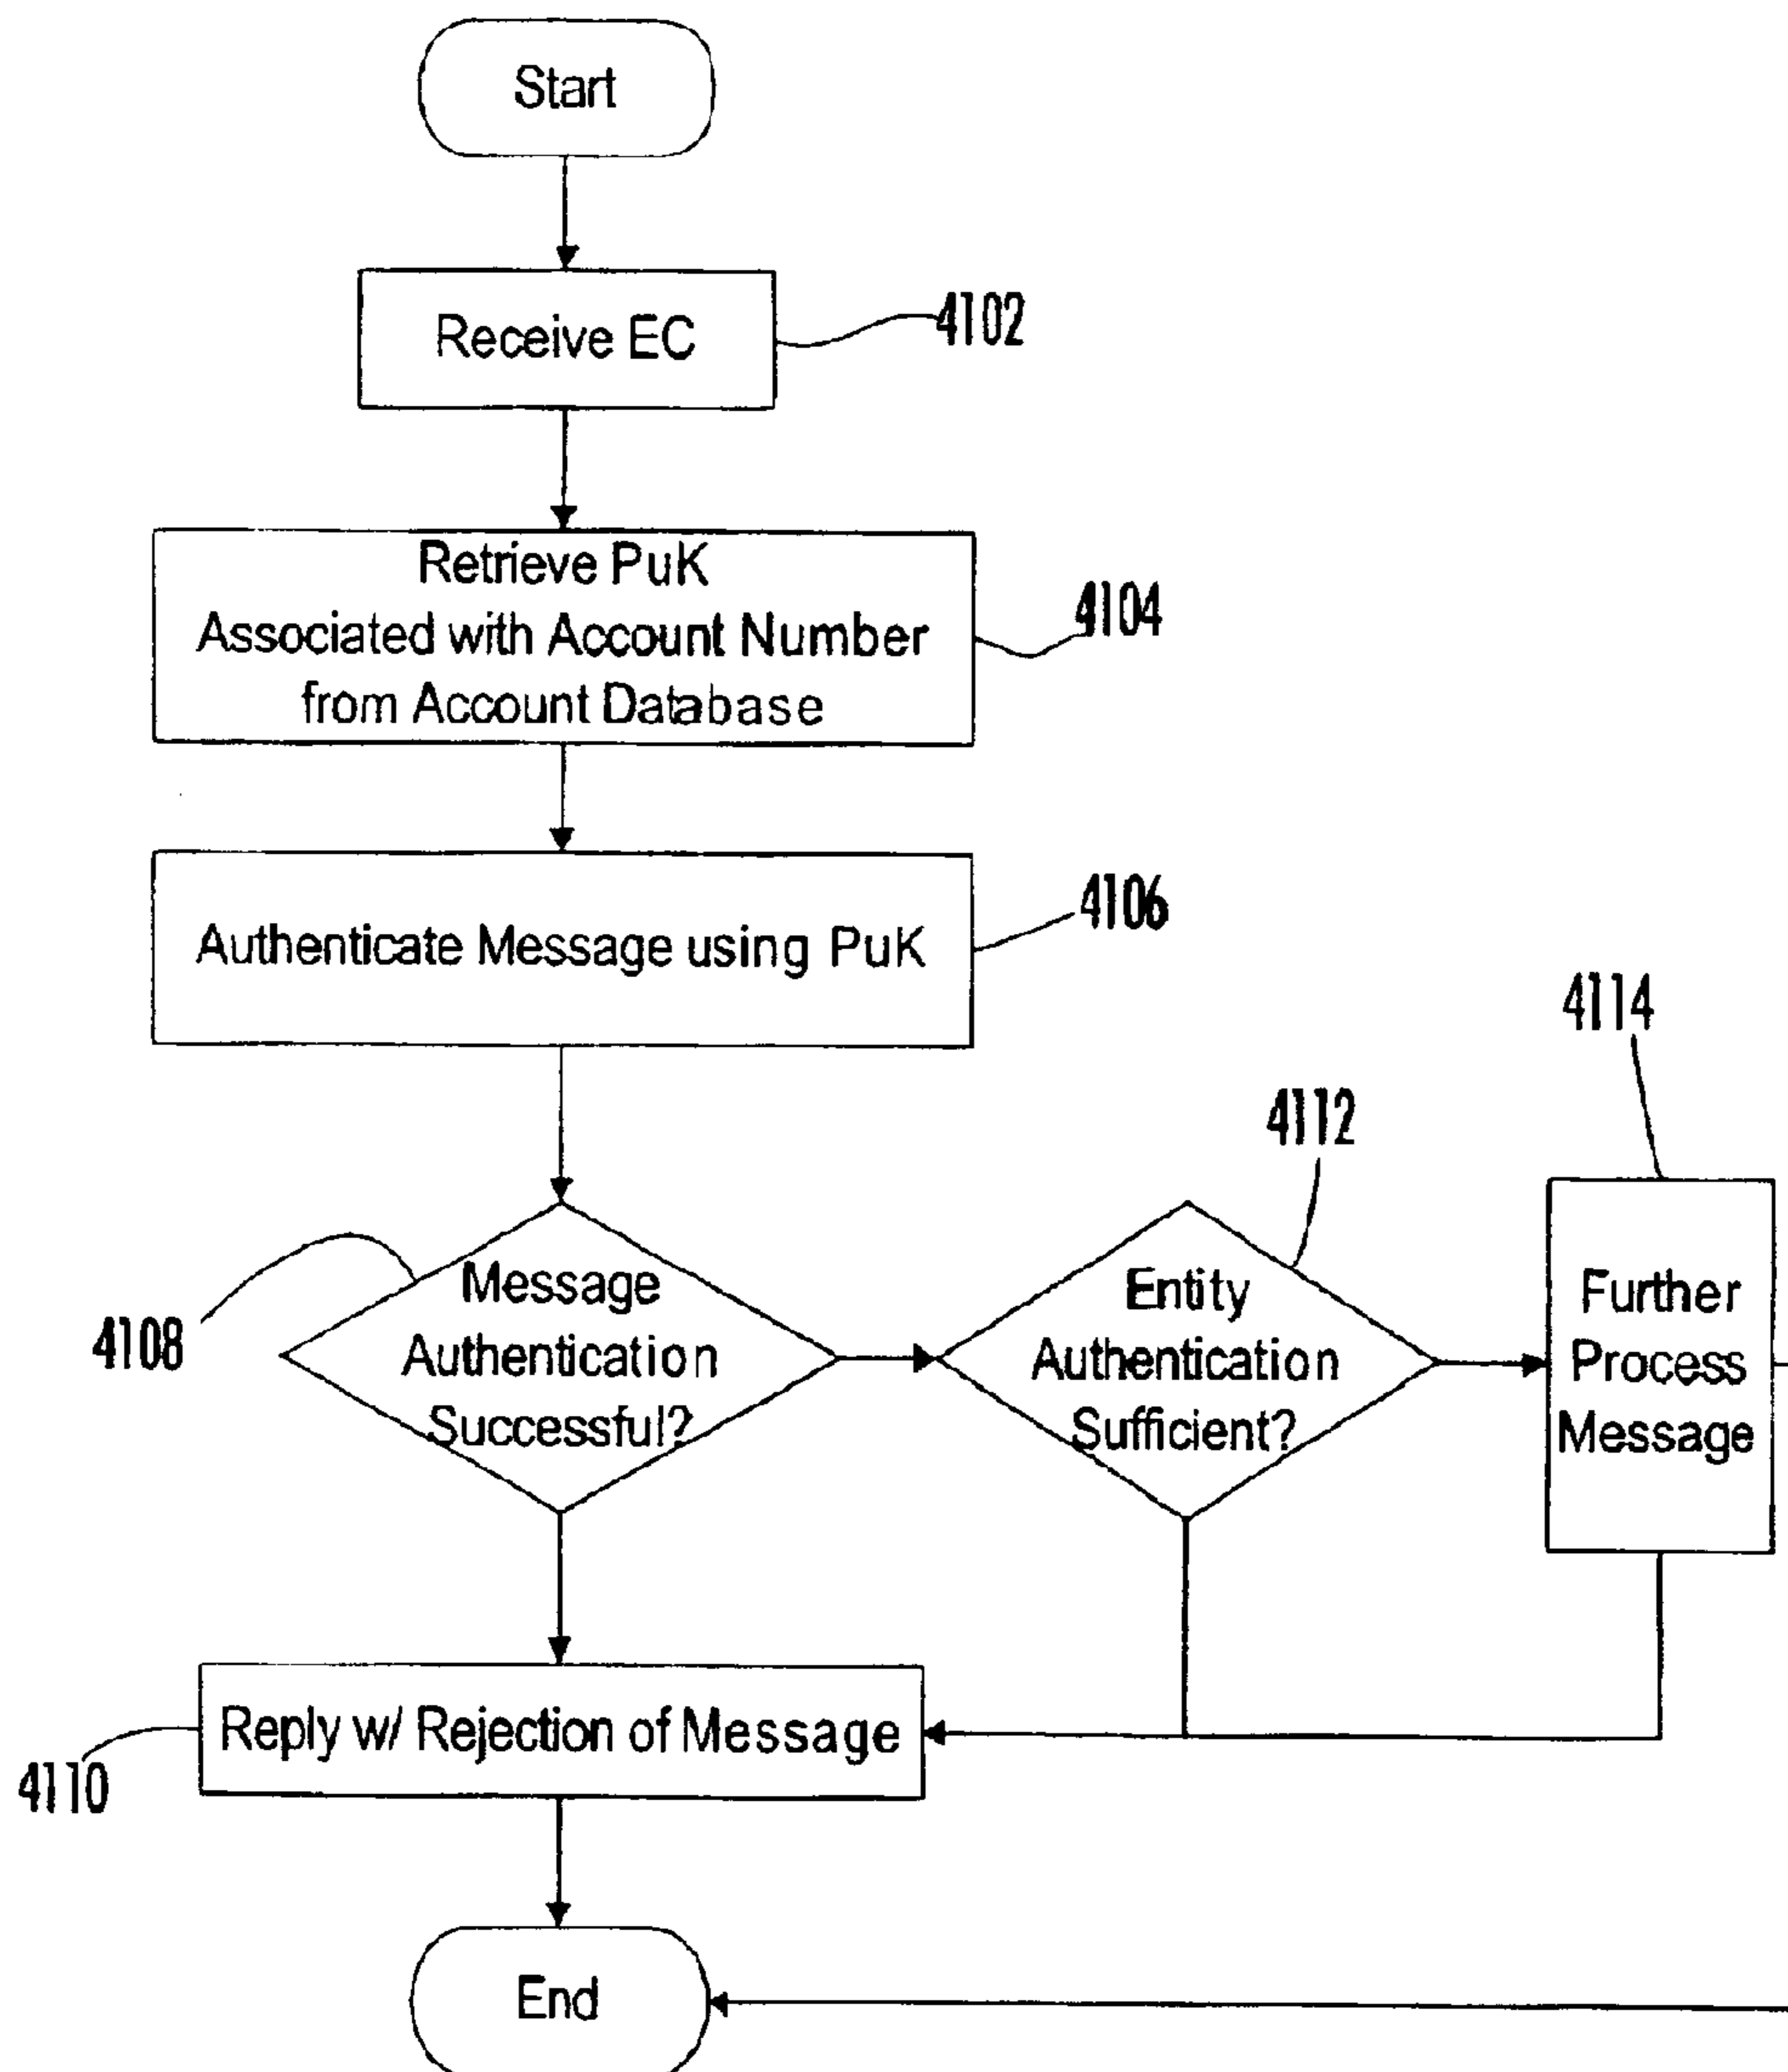 Start
Receive EC
4102
Retrieve PuK
Associated with Account Number
from Account Database
4104
Authenticate Message using PuK
4106
Message
Authentication
Successful?
4108
Entity
Authentication
Sufficient?
4112
Further
Process
Message
4114
Reply w/ Rejection of Message
4110
End